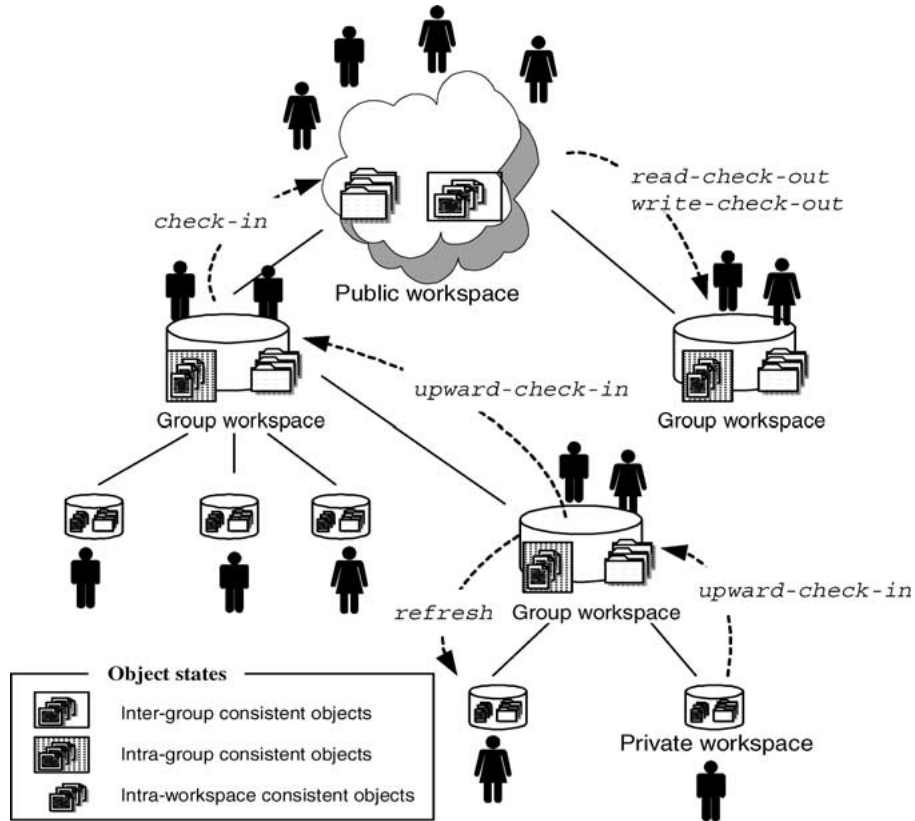 read-check-out
write-check-out
check-in
Public workspace
upward-check-in
Group workspace
Group workspace
refresh
Group workspace
upward-check-in
Private workspace
Object states
Inter-group consistent objects
Intra-group consistent objects
Intra-workspace consistent objects